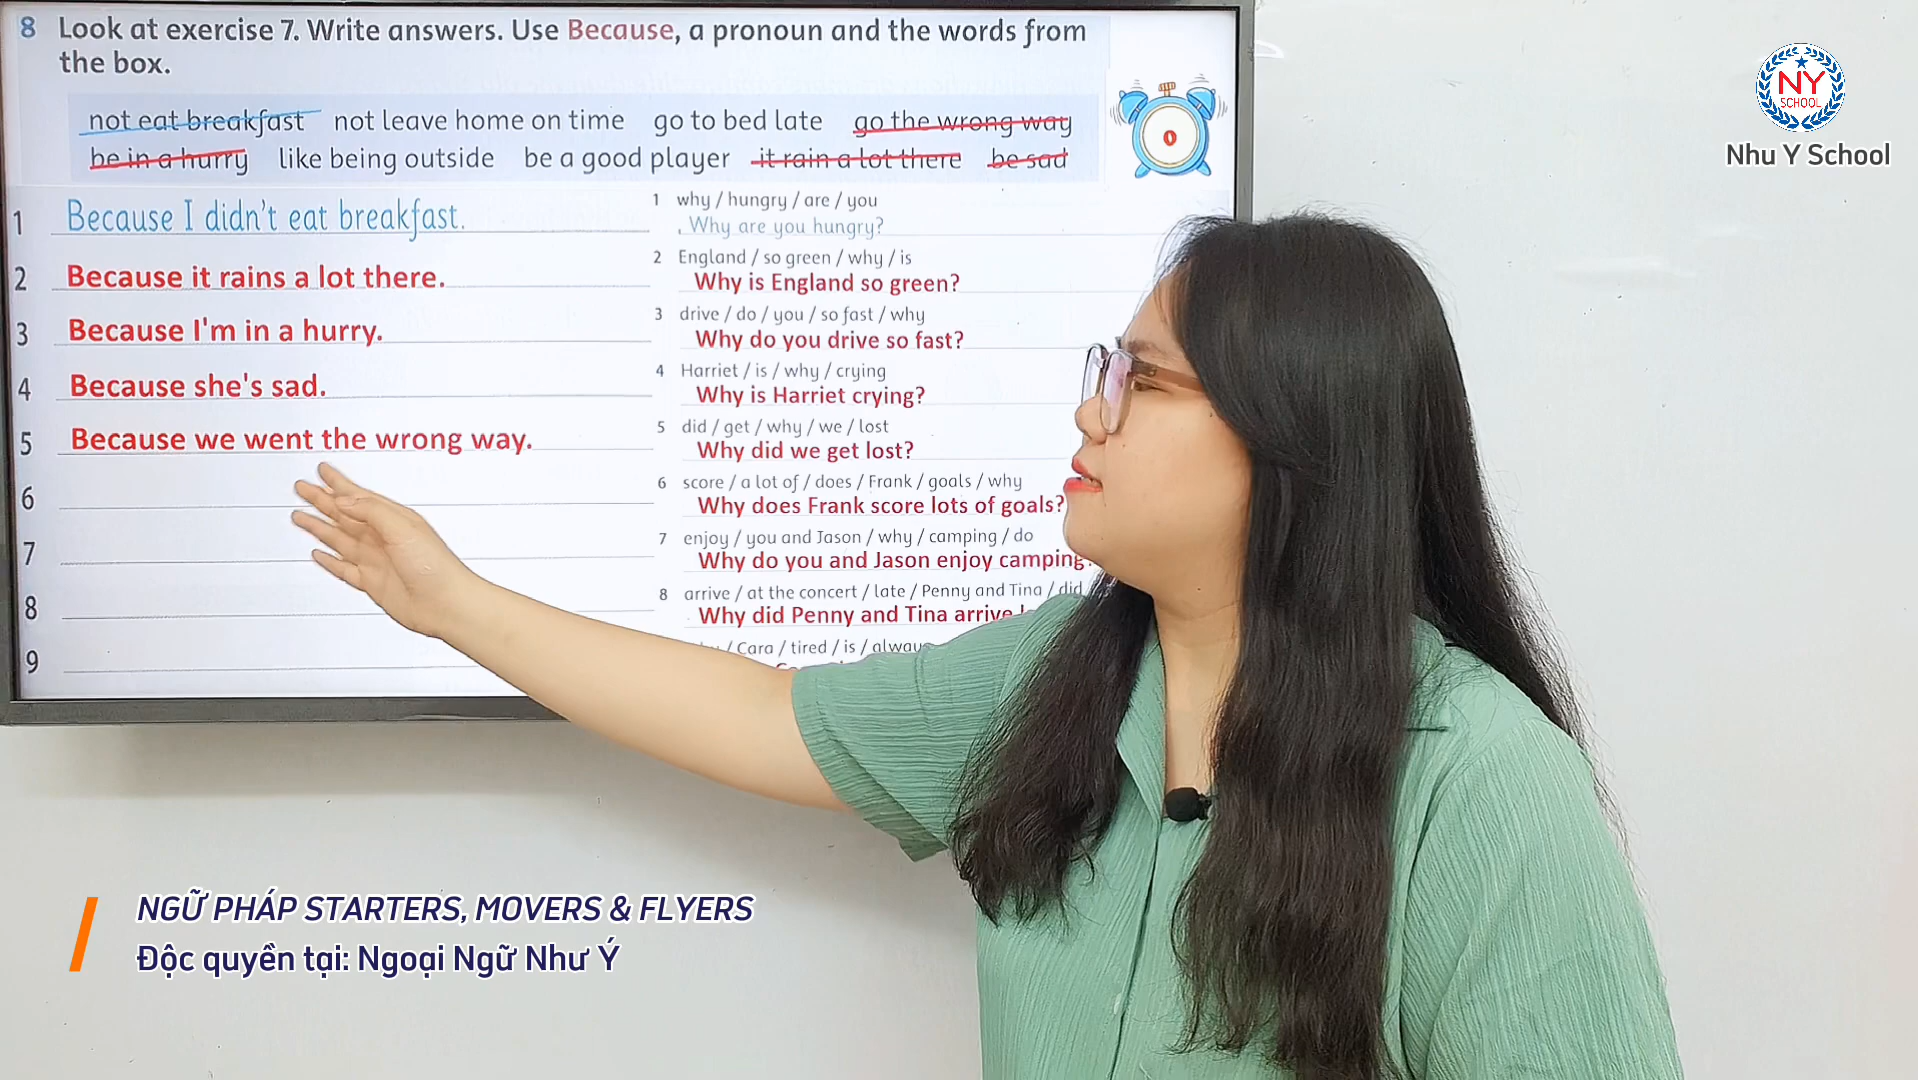 8 Look at exercise 7. Write answers. Use Because, a pronoun and the words from
the box.
not eat breakfast not leave home on time go to bed late go the wrong way
be in a hurry like being outside be a good player it rain a lot there be sad
0
1 Because I didn't eat breakfast.
2 Because it rains a lot there.
3 Because I'm in a hurry.
4 Because she's sad.
5 Because we went the wrong way.
6
7
8
9
1 why / hungry / are / you
Why are you hungry?
2 England / so green / why / is
Why is England so green?
3 drive / do / you / so fast / why
Why do you drive so fast?
4 Harriet / is / why / crying
Why is Harriet crying?
5 did / get / why / we / lost
Why did we get lost?
6 score / a lot of / does / Frank / goals / why
Why does Frank score lots of goals?
7 enjoy / you and Jason / why / camping / do
Why do you and Jason enjoy camping
8 arrive / at the concert / late / Penny and Tina / did
Why did Penny and Tina arrive
/ Cara / tired / is /
NY
SCHOOL
Nhu Y School
NGỮ PHÁP STARTERS, MOVERS & FLYERS
Độc quyền tại: Ngoại Ngữ Như Ý